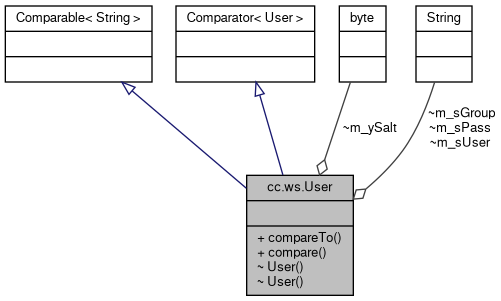 Comparable< String >
Comparator< User >
byte
String
~m_ySalt
~m_sGroup
~m_sPass
~m_sUser
cc.ws.User
+ compareTo()
+ compare()
~ User()
~ User()